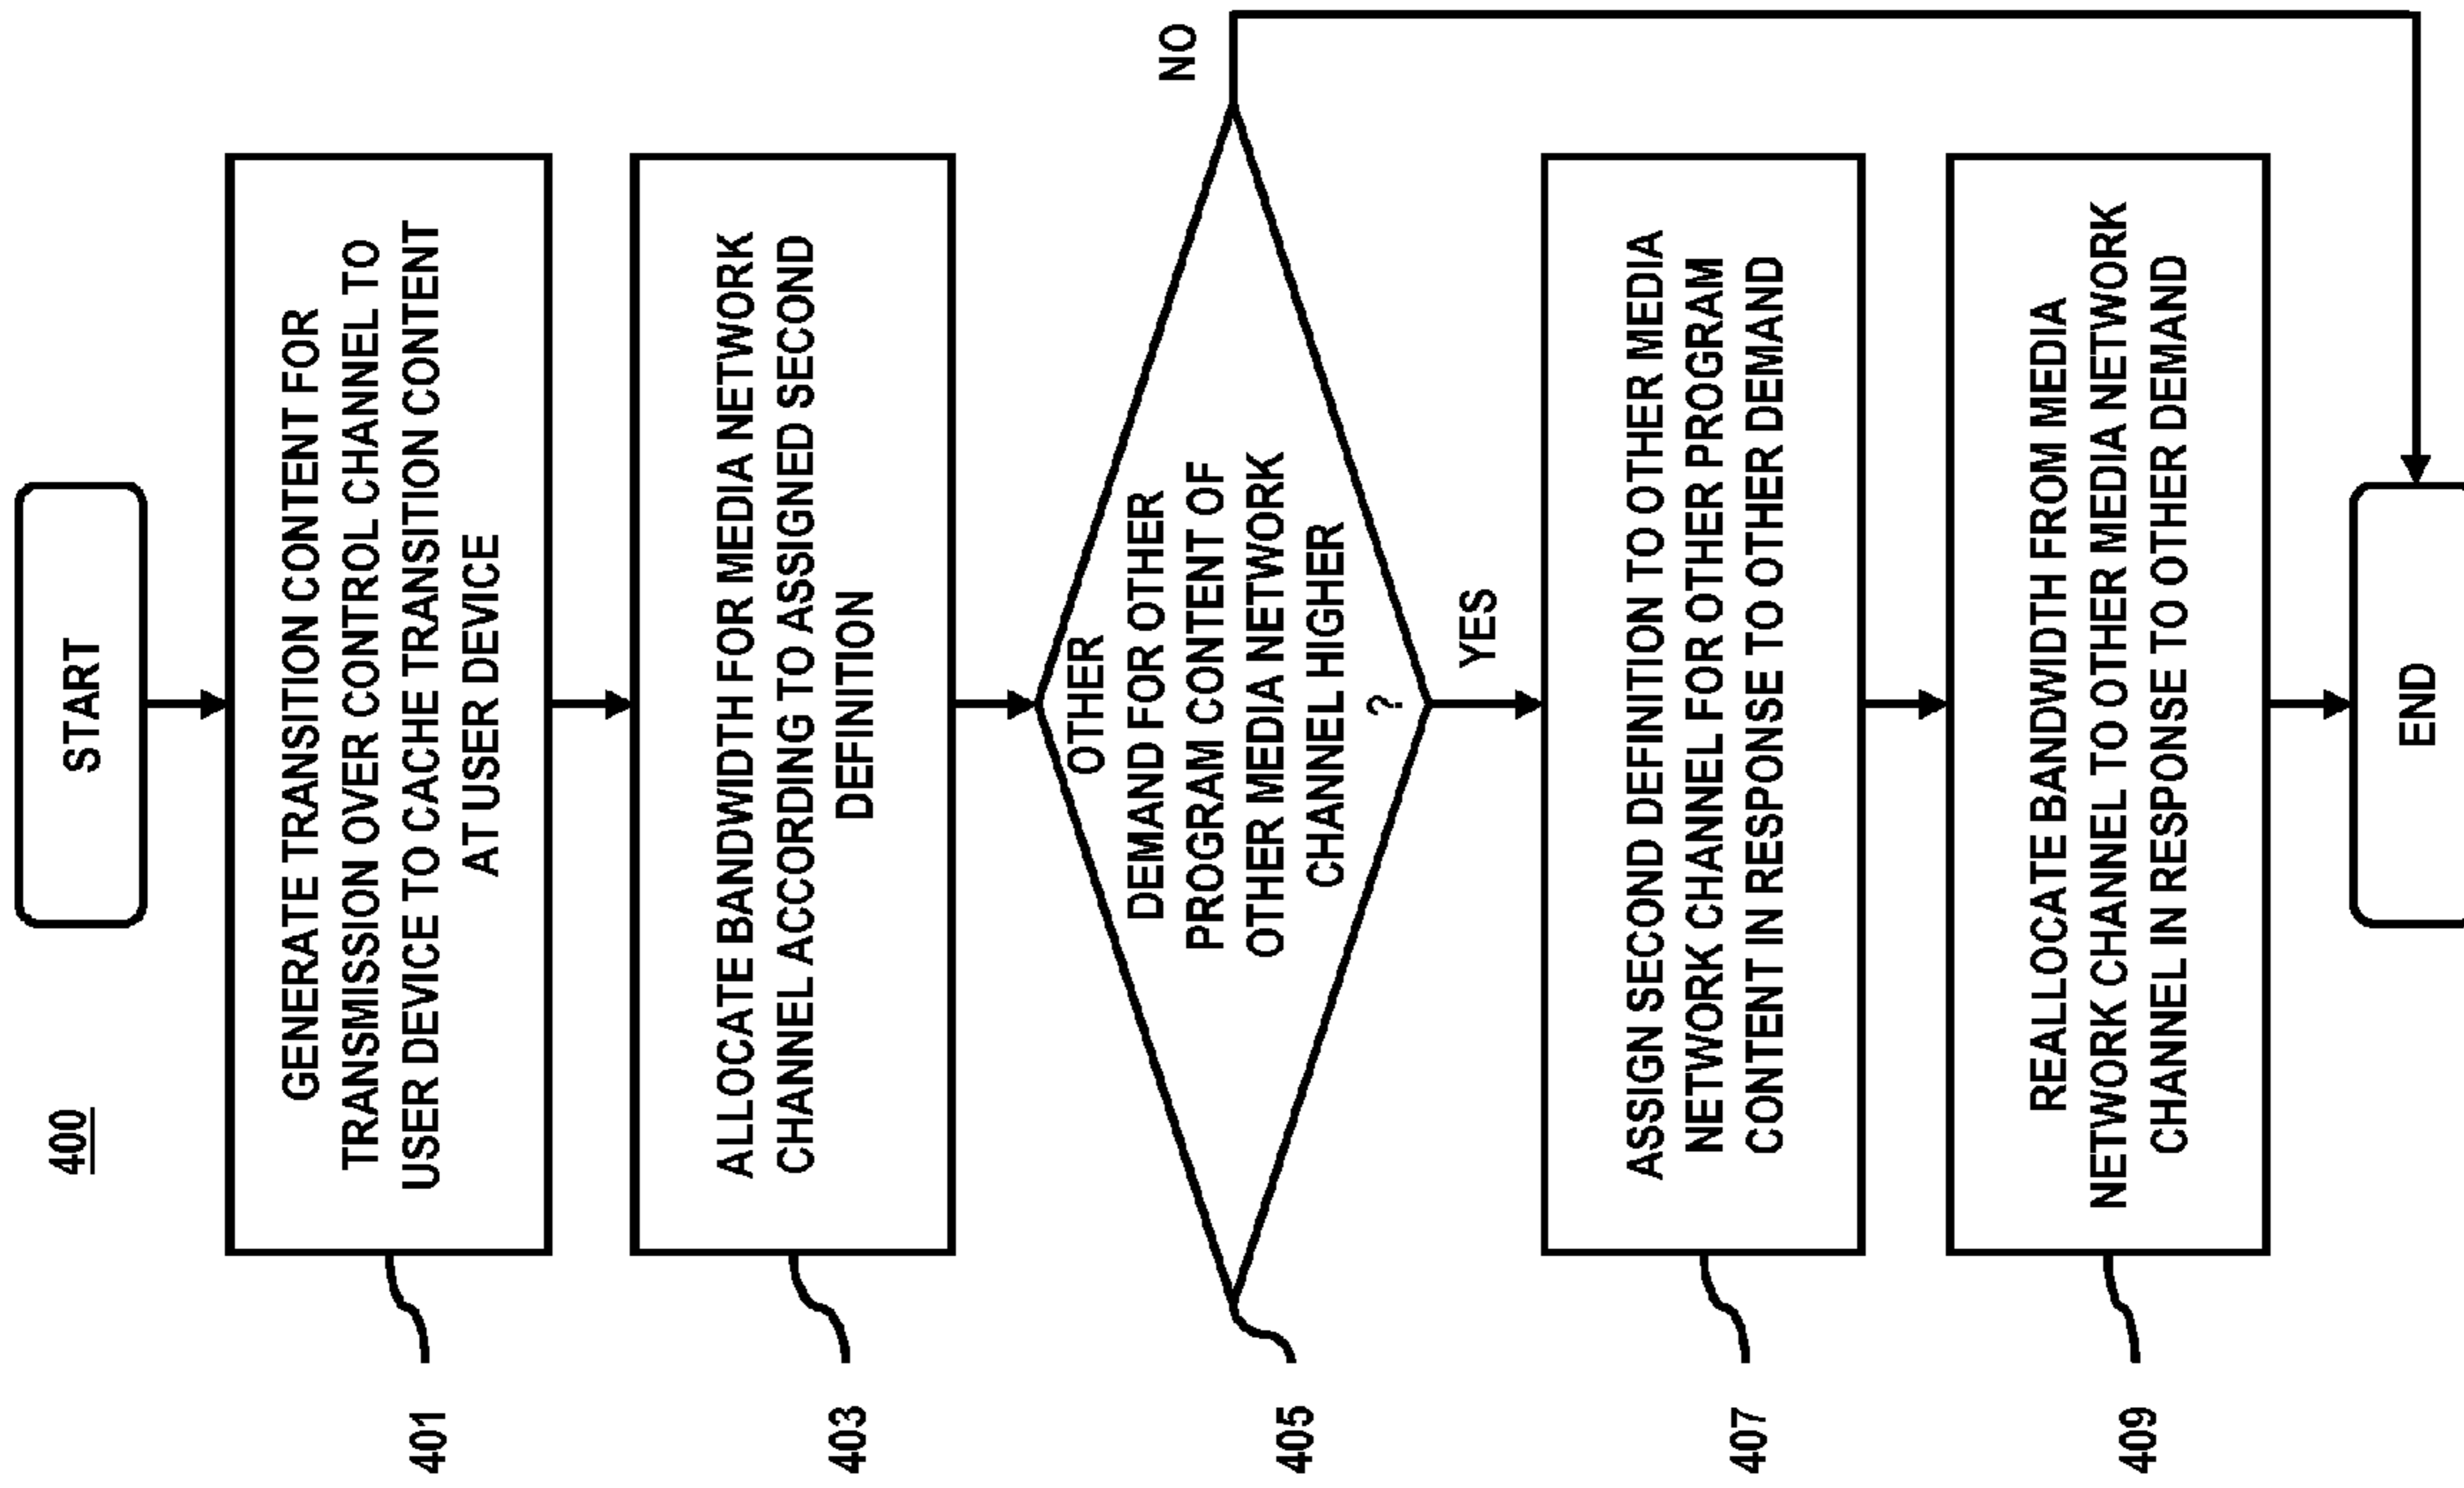 400
START
401
GENERATE TRANSITION CONTENT FOR
TRANSMISSION OVER CONTROL CHANNEL TO
USER DEVICE TO CACHE TRANSITION CONTENT
AT USER DEVICE
403
ALLOCATE BANDWIDTH FOR MEDIA NETWORK
CHANNEL ACCORDING TO ASSIGNED SECOND
DEFINITION
405
OTHER
DEMAND FOR OTHER
PROGRAM CONTENT OF
OTHER MEDIA NETWORK
CHANNEL HIGHER
?
NO
YES
407
ASSIGN SECOND DEFINITION TO OTHER MEDIA
NETWORK CHANNEL FOR OTHER PROGRAM
CONTENT IN RESPONSE TO OTHER DEMAND
409
REALLOCATE BANDWIDTH FROM MEDIA
NETWORK CHANNEL TO OTHER MEDIA NETWORK
CHANNEL IN RESPONSE TO OTHER DEMAND
END